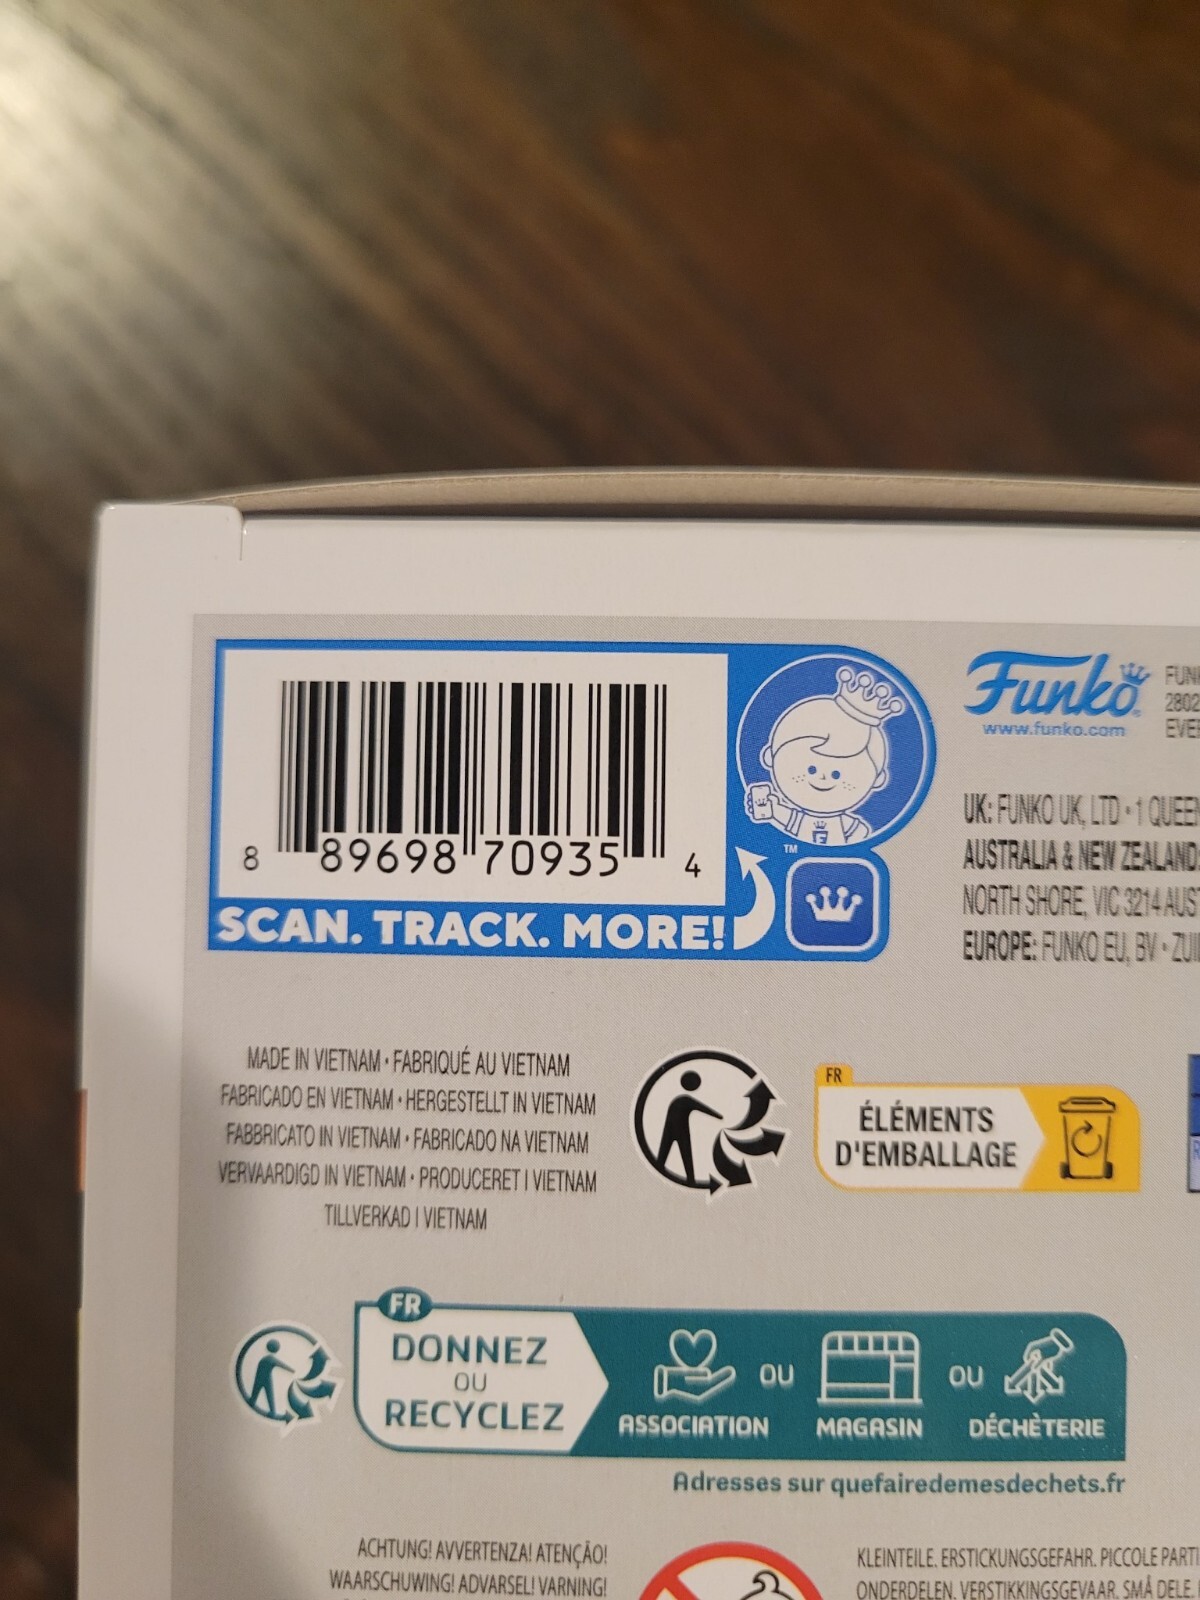 8 89698 70935 4
SCAN. TRACK. MORE!
TM
Funko
www.funko.com
2802
UK: FUNKO UK, LTD • 1
AUSTRALIA & NEW ZEALAND:
NORTH SHORE, VIC 3214
EUROPE: FUNKO EU, BV •
MADE IN VIETNAM • FABRIQUÉ AU VIETNAM
FABRICADO EN VIETNAM • HERGESTELLT IN VIETNAM
FABBRICATO IN VIETNAM • FABRICADO NA VIETNAM
VERVAARDIGD IN VIETNAM • PRODUCERET I VIETNAM
TILLVERKAD I VIETNAM
FR
ÉLÉMENTS
D'EMBALLAGE
FR
DONNEZ
OU
RECYCLEZ
ASSOCIATION
OU
MAGASIN
OU
DÉCHÈTERIE
Adresses sur quefairedemesdechets.fr
ACHTUNG! AVVERTENZA! ATENÇÃO!
WAARSCHUWING! ADVARSEL! VARNING!
KLEINTEILE. ERSTICKUNGSGEFAHR. PICCOLE PARTI
ONDERDELEN. VERSTIKKINGSGEVAAR. SMÅ DELE.